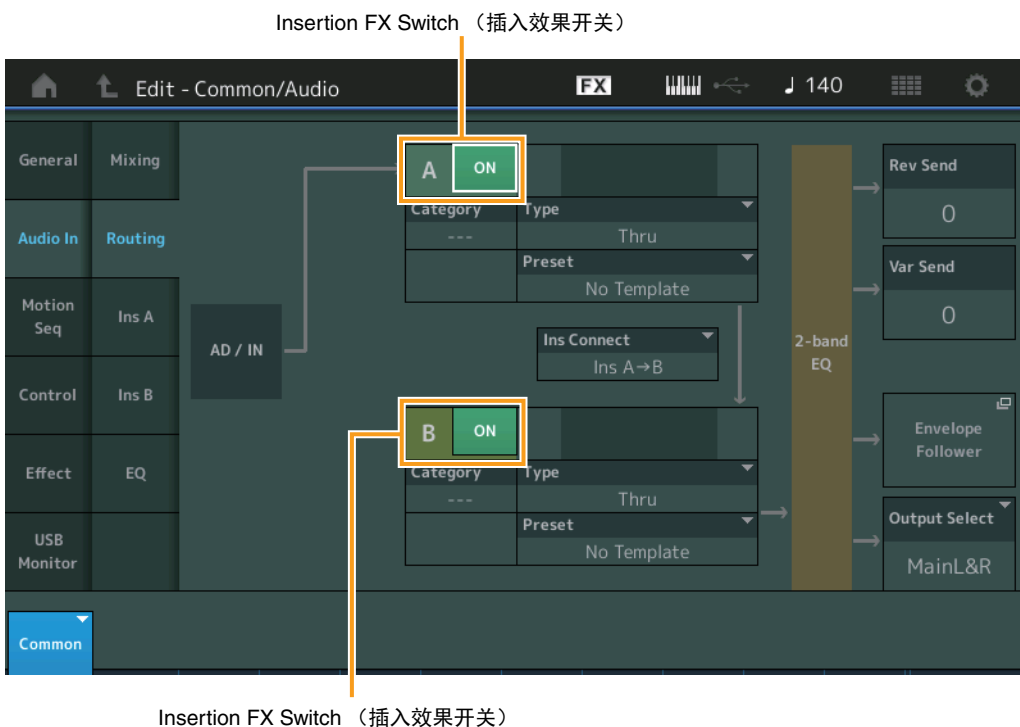 Insertion FX Switch （插入效果开关）
Edit - Common/Audio
FX
♩ 140
General
Mixing
Audio In
Routing
Motion
Seq
Ins A
Control
Ins B
Effect
EQ
USB
Monitor
AD / IN
A
ON
Category
Type
---
Thru
Preset
No Template
Ins Connect
Ins A→B
B
ON
Category
Type
---
Thru
Preset
No Template
2-band
EQ
Rev Send
0
Var Send
0
Envelope
Follower
Output Select
MainL&R
Common
Insertion FX Switch （插入效果开关）